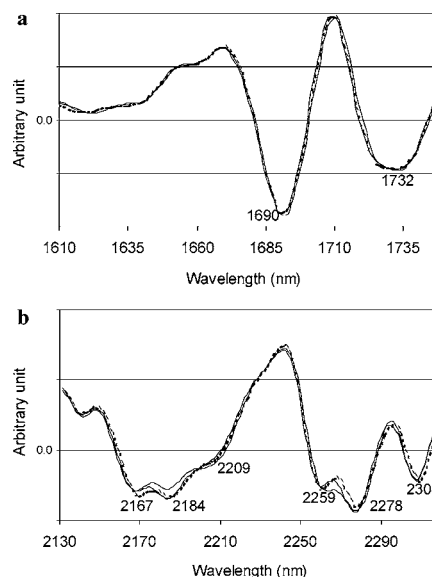 a
Arbitrary unit
0.0
1690
1732
1610 1635 1660 1685 1710 1735
Wavelength (nm)
b
Arbitrary unit
0.0
2209
2167 2184
2259 2278
230
2130 2170 2210 2250 2290
Wavelength (nm)